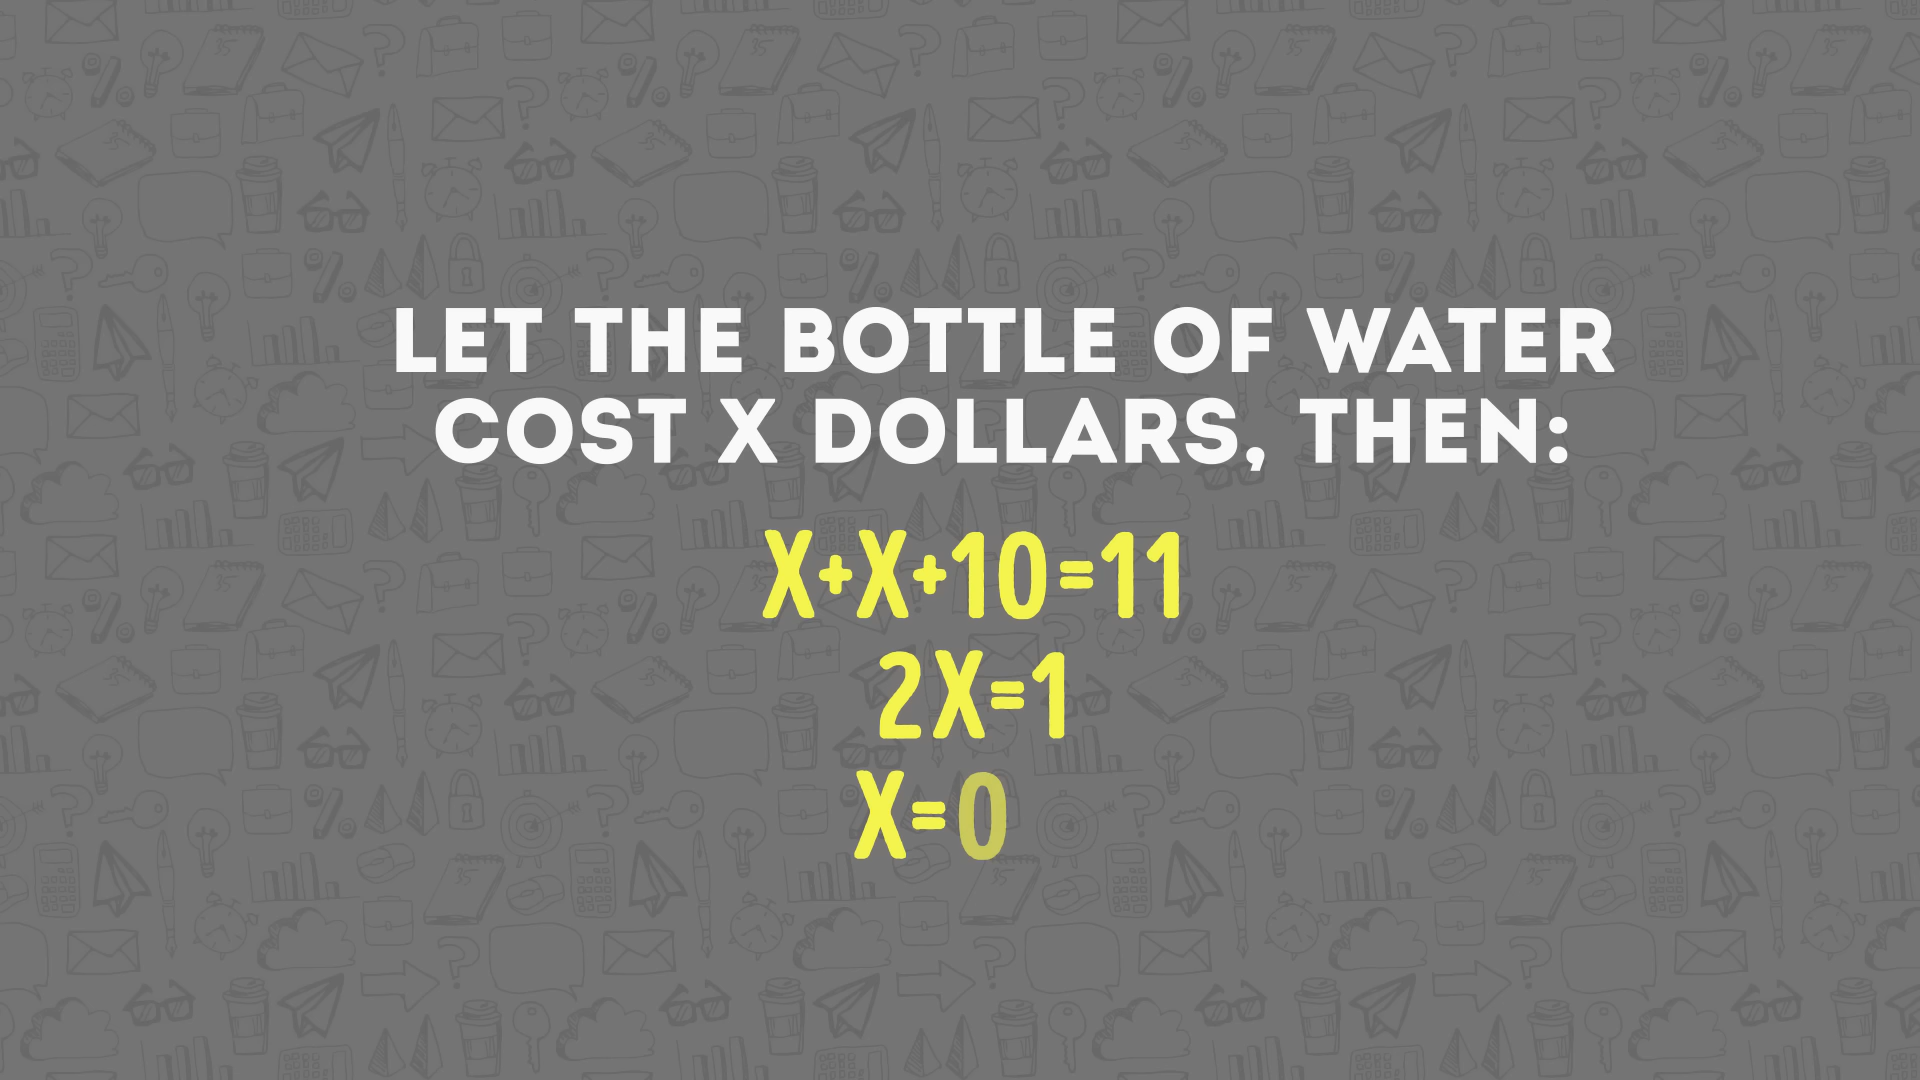 LET THE BOTTLE OF WATER
COST X DOLLARS, THEN:
X+X+10=11
2X=1
X=0